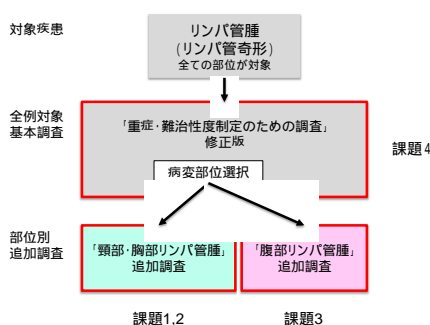 対象疾患
リンパ管腫
(リンパ管奇形)
全ての部位が対象
全例対象
基本調査
「重症・難治性度制定のための調査」
修正版
課題4
病変部位選択
部位別
追加調査
「頸部・胸部リンパ管腫」
追加調査
「腹部リンパ管腫」
追加調査
課題1,2
課題3